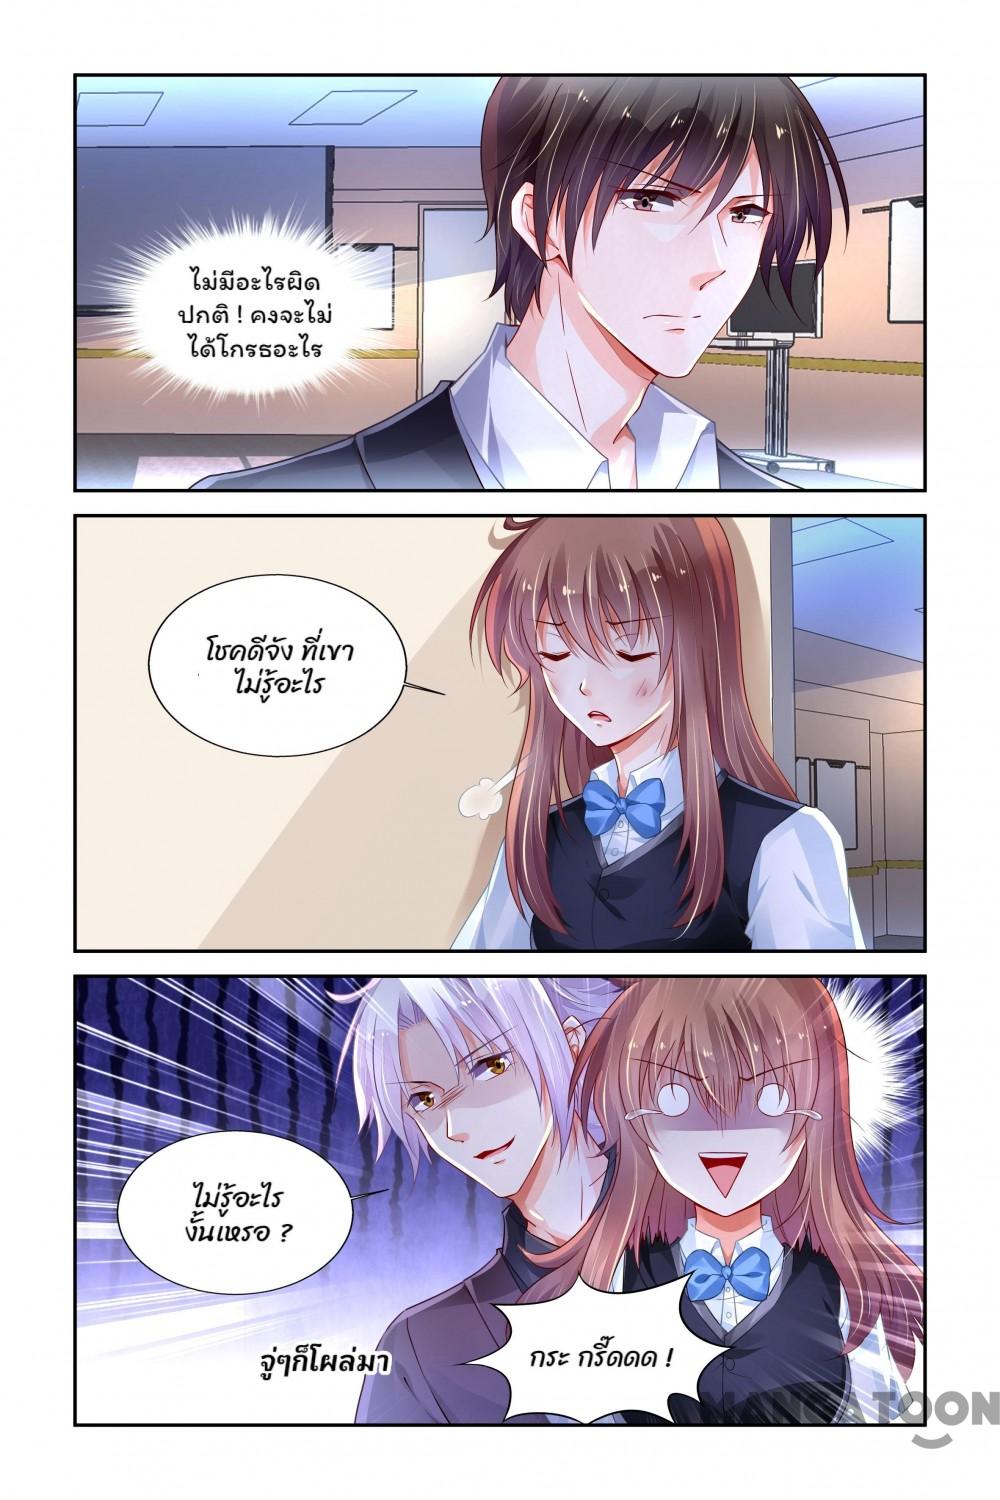 ไม่มีอะไรผิด
ปกติ ! คงจะไม่
ได้โกรธอะไร
โชคดีจัง ที่เขา
ไม่รู้อะไร
ไม่รู้อะไร
งั้นเหรอ ?
จู่ๆก็โผล่มา
กระ กรี๊ดดด !
MANGATOON